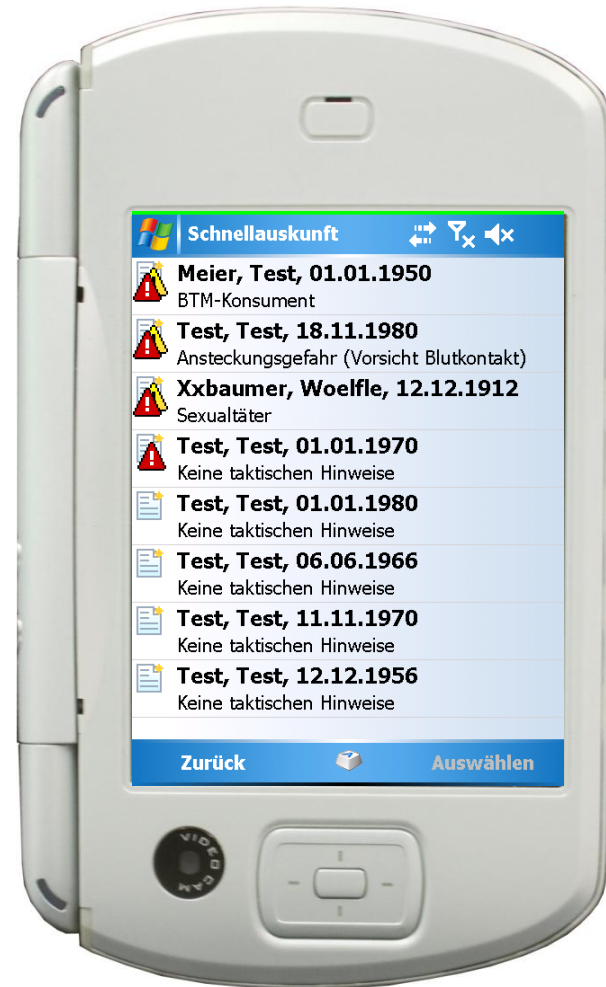 Schnellauskunft
Meier, Test, 01.01.1950
BTM-Konsument
Test, Test, 18.11.1980
Ansteckungsgefahr (Vorsicht Blutkontakt)
Xxbaumer, Woelfle, 12.12.1912
Sexualtäter
Test, Test, 01.01.1970
Keine taktischen Hinweise
Test, Test, 01.01.1980
Keine taktischen Hinweise
Test, Test, 06.06.1966
Keine taktischen Hinweise
Test, Test, 11.11.1970
Keine taktischen Hinweise
Test, Test, 12.12.1956
Keine taktischen Hinweise
Zurück Auswählen
VIDEO CAM